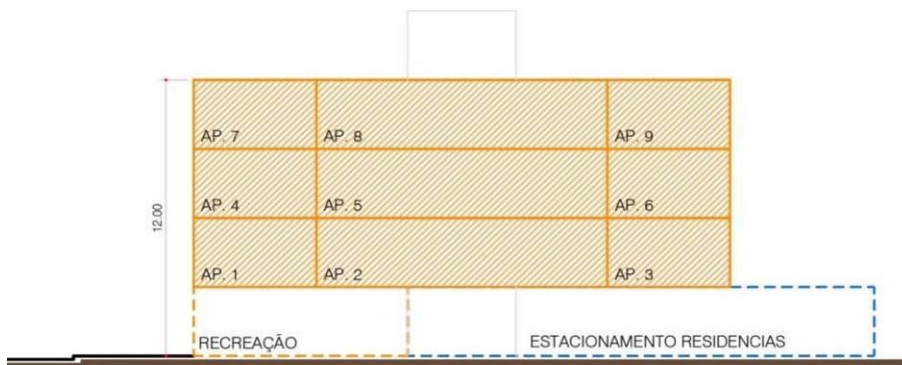 AP. 7 AP. 8 AP. 9
12.00
AP. 4 AP. 5 AP. 6
AP. 1 AP. 2 AP. 3
RECREAÇÃO ESTACIONAMENTO RESIDENCIAS